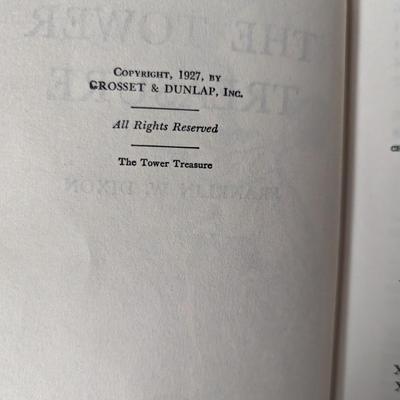 COPYRIGHT, 1927, BY
GROSSET & DUNLAP, INC.
All Rights Reserved
The Tower Treasure